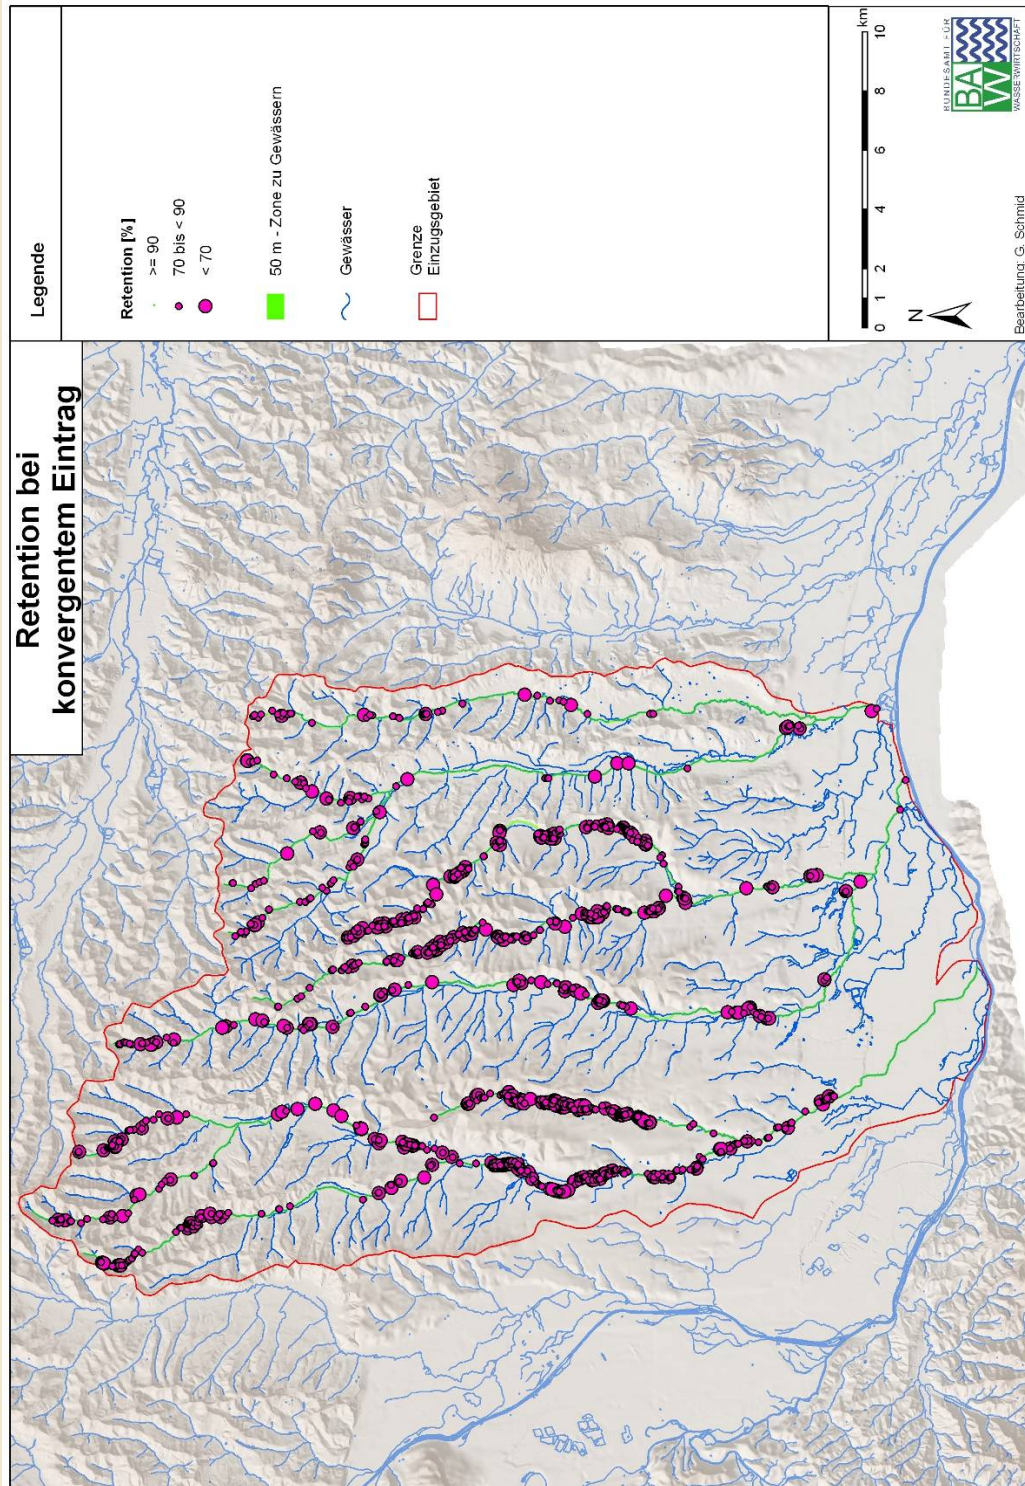 Retention bei
konvergentem Eintrag
Legende
Retention [%]
>= 90
70 bis < 90
< 70
50 m - Zone zu Gewässern
Gewässer
Grenze
Einzugsgebiet
0 1 2 4 6 8 10
km
N
Bearbeitung: G. Schmid
BUNDESAMT FÜR
BAW
WASSERWIRTSCHAFT